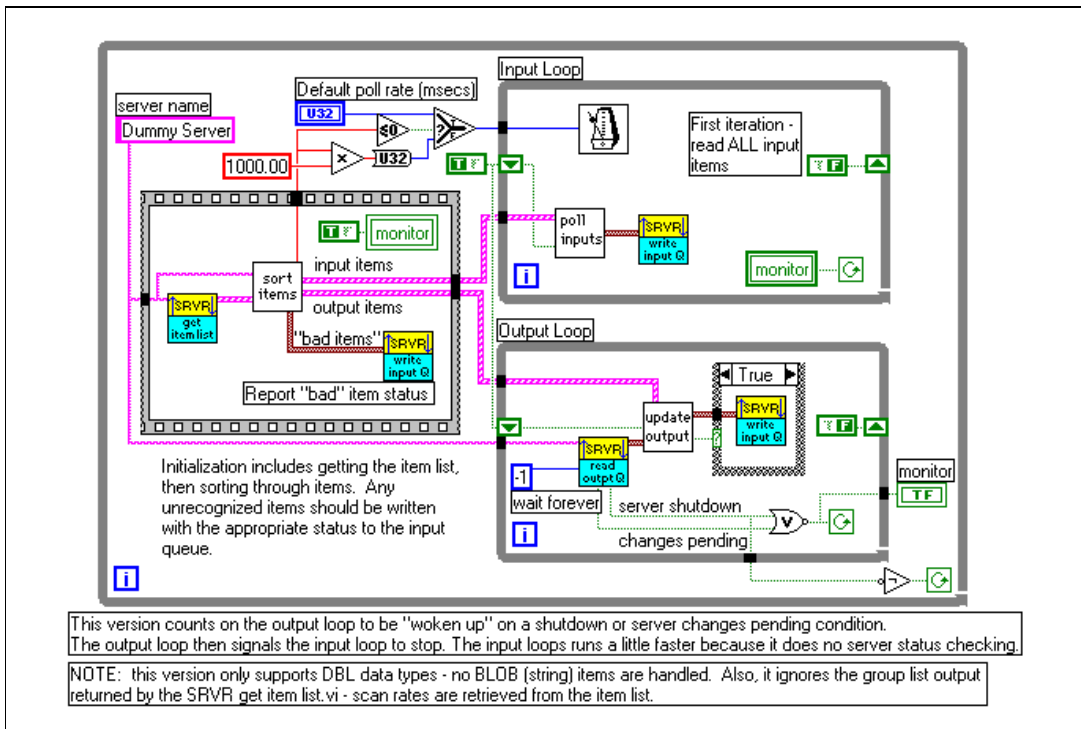 Input Loop
Default poll rate (msecs)
U32
server name
Dummy Server
≤0
?
T
F
1000.00
x
U32
First iteration -
read ALL input
items
T F
T F
monitor
input items
poll
inputs
SRVR
write
input Q
monitor
i
sort
items
SRVR
get
item list
output items
"bad items"
SRVR
write
input Q
Report "bad" item status
Output Loop
True
SRVR
write
input Q
update
output
?
F
SRVR
read
outpt Q
-1
wait forever
server shutdown
V
changes pending
monitor
TF
i
Initialization includes getting the item list,
then sorting through items. Any
unrecognized items should be written
with the appropriate status to the input
queue.
i
This version counts on the output loop to be "woken up" on a shutdown or server changes pending condition.
The output loop then signals the input loop to stop. The input loops runs a little faster because it does no server status checking.
NOTE: this version only supports DBL data types - no BLOB (string) items are handled. Also, it ignores the group list output
returned by the SRVR get item list.vi - scan rates are retrieved from the item list.